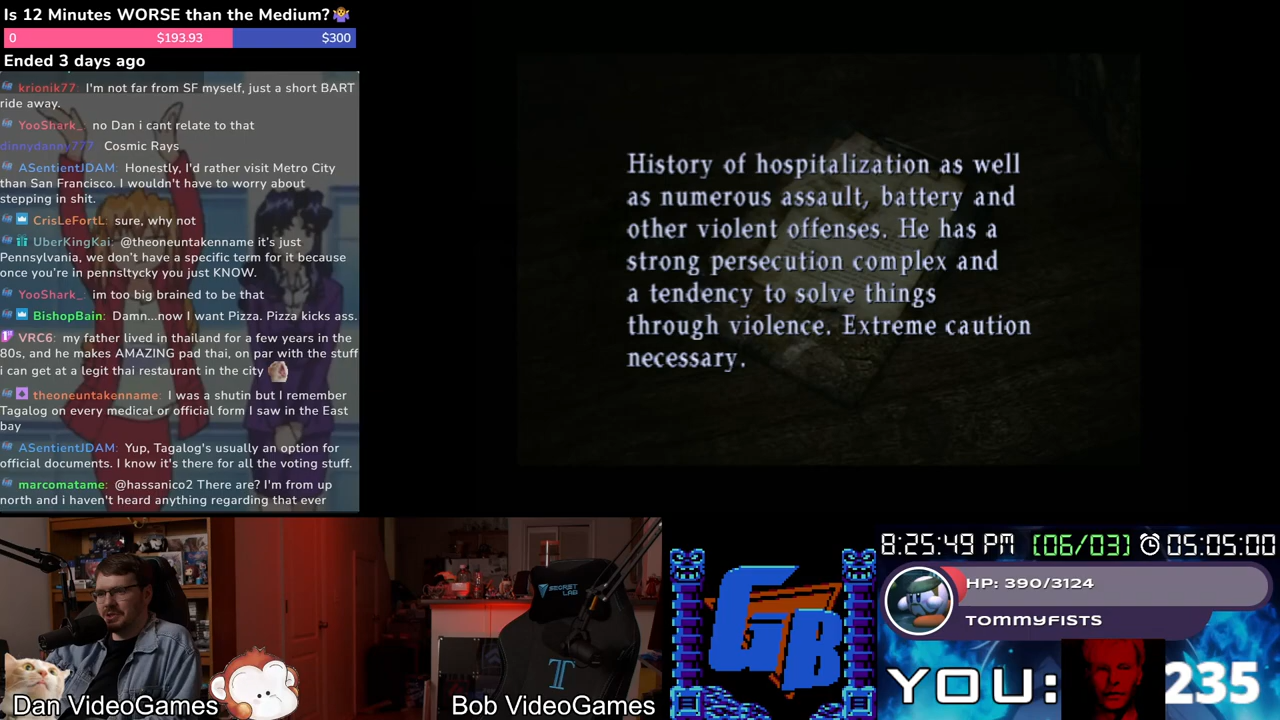 Is 12 Minutes WORSE than the Medium?🤷
0 $193.93 $300
Ended 3 days ago
krionik77: I'm not far from SF myself, just a short BART
ride away.
YooShark_: no Dan i cant relate to that
dinnydanny777 Cosmic Rays
ASentientJDAM: Honestly, I'd rather visit Metro City
than San Francisco. I wouldn't have to worry about
stepping in shit.
CrisLeFortL: sure, why not
UberKingKai: @theoneuntakenname it's just
Pennsylvania, we don't have a specific term for it because
once you're in pennsltycky you just KNOW.
YooShark_: im too big brained to be that
BishopBain: Damn...now I want Pizza. Pizza kicks ass.
VRC6: my father lived in thailand for a few years in the
80s, and he makes AMAZING pad thai, on par with the stuff
i can get at a legit thai restaurant in the city
theoneuntakenname: I was a shutin but I remember
Tagalog on every medical or official form I saw in the East
bay
ASentientJDAM: Yup, Tagalog's usually an option for
official documents. I know it's there for all the voting stuff.
marcomatame: @hassanico2 There are? I'm from up
north and i haven't heard anything regarding that ever
History of hospitalization as well
as numerous assault, battery and
other violent offenses. He has a
strong persecution complex and
a tendency to solve things
through violence. Extreme caution
necessary.
SECRET
LAB
Dan VideoGames
Bob VideoGames
GB
8:25:49 PM [06/03] 05:05:00
HP: 390/3124
TOMMYFISTS
YOU: 235